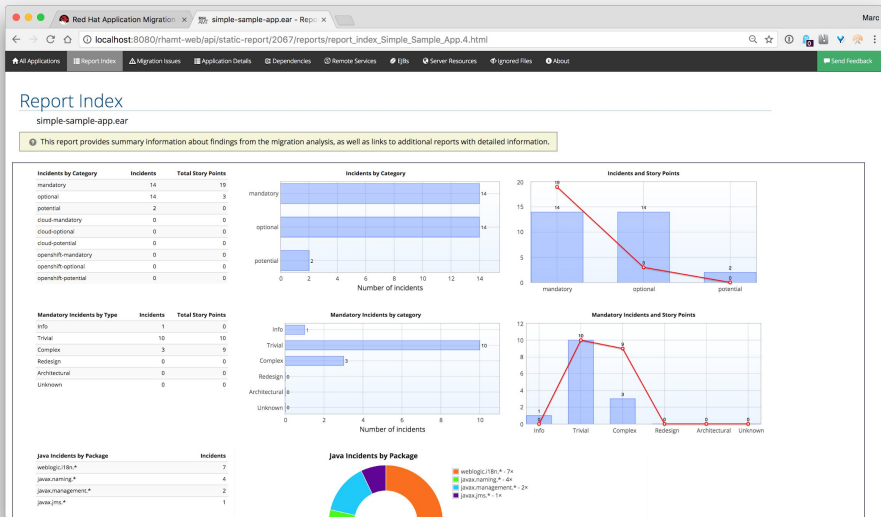 Red Hat Application Migration
simple-sample-app.ear - Repo
Marc
localhost:8080/rhamt-web/api/static-report/2067/reports/report_index_Simple_Sample_App.4.html
All Applications Report Index Migration Issues Application Details Dependencies Remote Services EJBs Server Resources Ignored Files About Send Feedback
Report Index
simple-sample-app.ear
This report provides summary information about findings from the migration analysis, as well as links to additional reports with detailed information.
Incidents by Category Incidents Total Story Points
mandatory 14 19
optional 14 3
potential 2 0
cloud-mandatory 0 0
cloud-optional 0 0
cloud-potential 0 0
openshift-mandatory 0 0
openshift-optional 0 0
openshift-potential 0 0
Incidents by Category
mandatory 14
optional 14
potential 2
0 2 4 6 8 10 12 14
Number of incidents
Incidents and Story Points
20
15
10
5
0
19
14
14
3
2
0
mandatory optional potential
Mandatory Incidents by Type Incidents Total Story Points
Info 1 0
Trivial 10 10
Complex 3 9
Redesign 0 0
Architectural 0 0
Unknown 0 0
Mandatory Incidents by category
Info 1
Trivial 10
Complex 3
Redesign 0
Architectural 0
Unknown 0
0 2 4 6 8 10
Number of incidents
Mandatory Incidents and Story Points
12
10
8
6
4
2
0
1
0
10
9
3
0
0
0
Info Trivial Complex Redesign Architectural Unknown
Java Incidents by Package Incidents
weblogic.i18n.* 7
javax.naming.* 4
javax.management.* 2
javax.jms.* 1
Java Incidents by Package
weblogic.i18n.* - 7×
javax.naming.* - 4×
javax.management.* - 2×
javax.jms.* - 1×